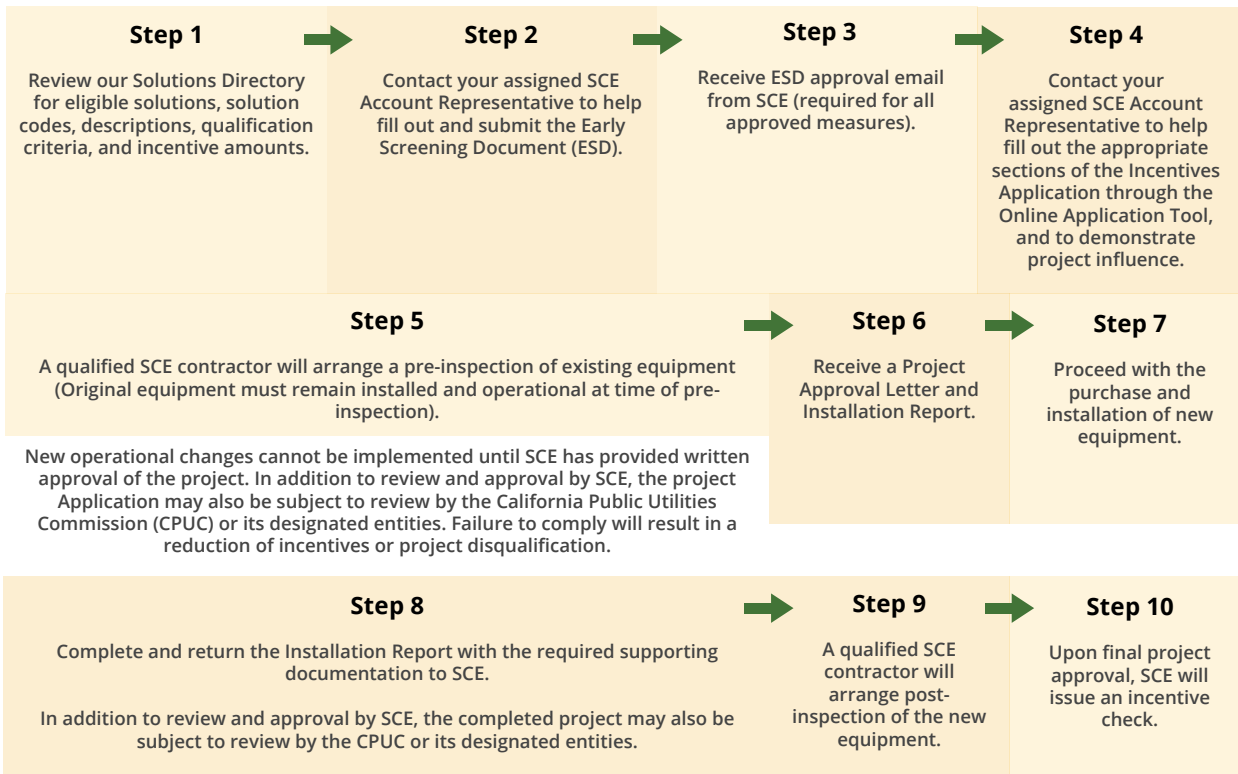 Step 1
Review our Solutions Directory
for eligible solutions, solution
codes, descriptions, qualification
criteria, and incentive amounts.
Step 2
Contact your assigned SCE
Account Representative to help
fill out and submit the Early
Screening Document (ESD).
Step 3
Receive ESD approval email
from SCE (required for all
approved measures).
Step 4
Contact your
assigned SCE Account
Representative to help
fill out the appropriate
sections of the Incentives
Application through the
Online Application Tool,
and to demonstrate
project influence.
Step 5
A qualified SCE contractor will arrange a pre-inspection of existing equipment
(Original equipment must remain installed and operational at time of pre-
inspection).
New operational changes cannot be implemented until SCE has provided written
approval of the project. In addition to review and approval by SCE, the project
Application may also be subject to review by the California Public Utilities
Commission (CPUC) or its designated entities. Failure to comply will result in a
reduction of incentives or project disqualification.
Step 6
Receive a Project
Approval Letter and
Installation Report.
Step 7
Proceed with the
purchase and
installation of new
equipment.
Step 8
Complete and return the Installation Report with the required supporting
documentation to SCE.
In addition to review and approval by SCE, the completed project may also be
subject to review by the CPUC or its designated entities.
Step 9
A qualified SCE
contractor will
arrange post-
inspection of the new
equipment.
Step 10
Upon final project
approval, SCE will
issue an incentive
check.